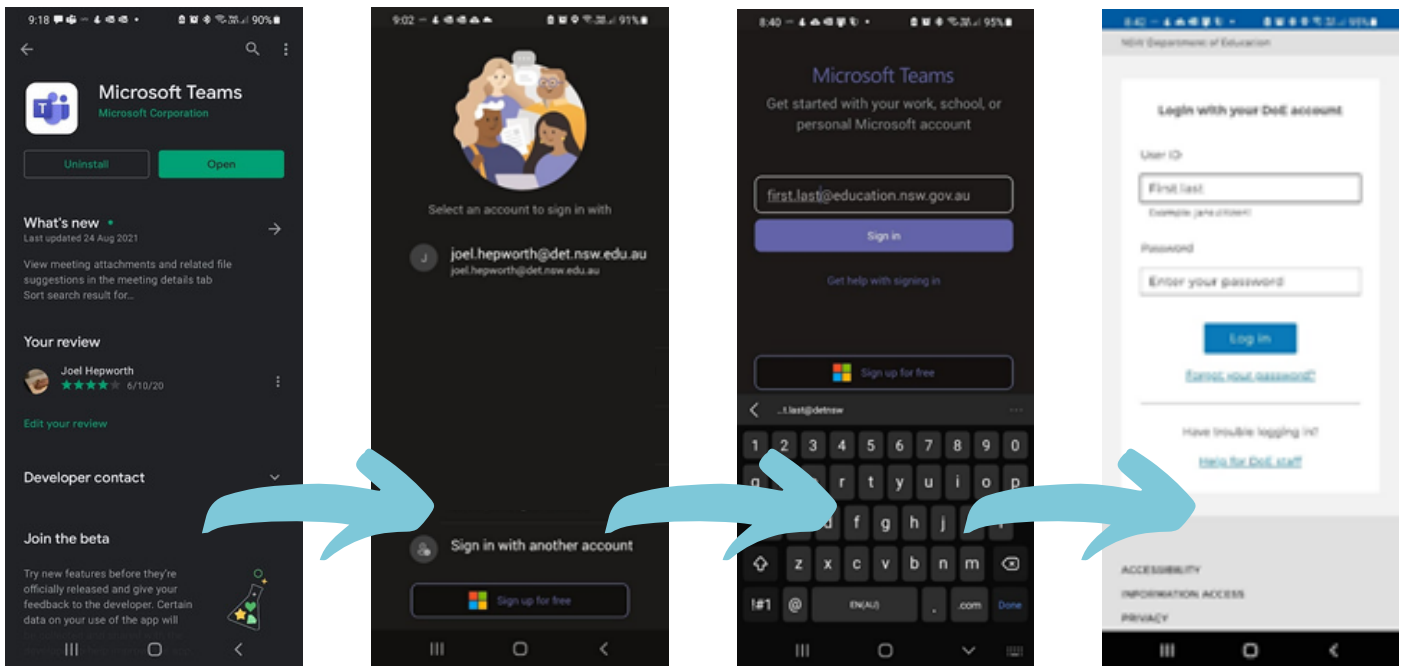 9:18
90%
Microsoft Teams
Microsoft Corporation
Uninstall
Open
What's new •
Last updated 24 Aug 2021
View meeting attachments and related file
suggestions in the meeting details tab
Sort search result for...
Your review
Joel Hepworth
6/10/20
Edit your review
Developer contact
Join the beta
Try new features before they're
officially released and give your
feedback to the developer. Certain
data on your use of the app will
9:02
91%
Select an account to sign in with
J
joel.hepworth@det.nsw.edu.au
joel.hepworth@det.nsw.edu.au
Sign in with another account
Sign up for free
8:40
95%
Microsoft Teams
Get started with your work, school, or
personal Microsoft account
first.last@education.nsw.gov.au
Sign in
Get help with signing in
Sign up for free
...t.last@detnsw
1 2 3 4 5 6 7 8 9 0
q r t y u i o p
d f g h j
z x c v b n m
!#1 @ EN(AU) . .com Done
NSW Department of Education
Login with your DoE account
User ID
First.last
Example: jane.citizen1
Password
Enter your password
Log in
Forgot your password?
Have trouble logging in?
Help for DoE staff
ACCESSIBILITY
INFORMATION ACCESS
PRIVACY